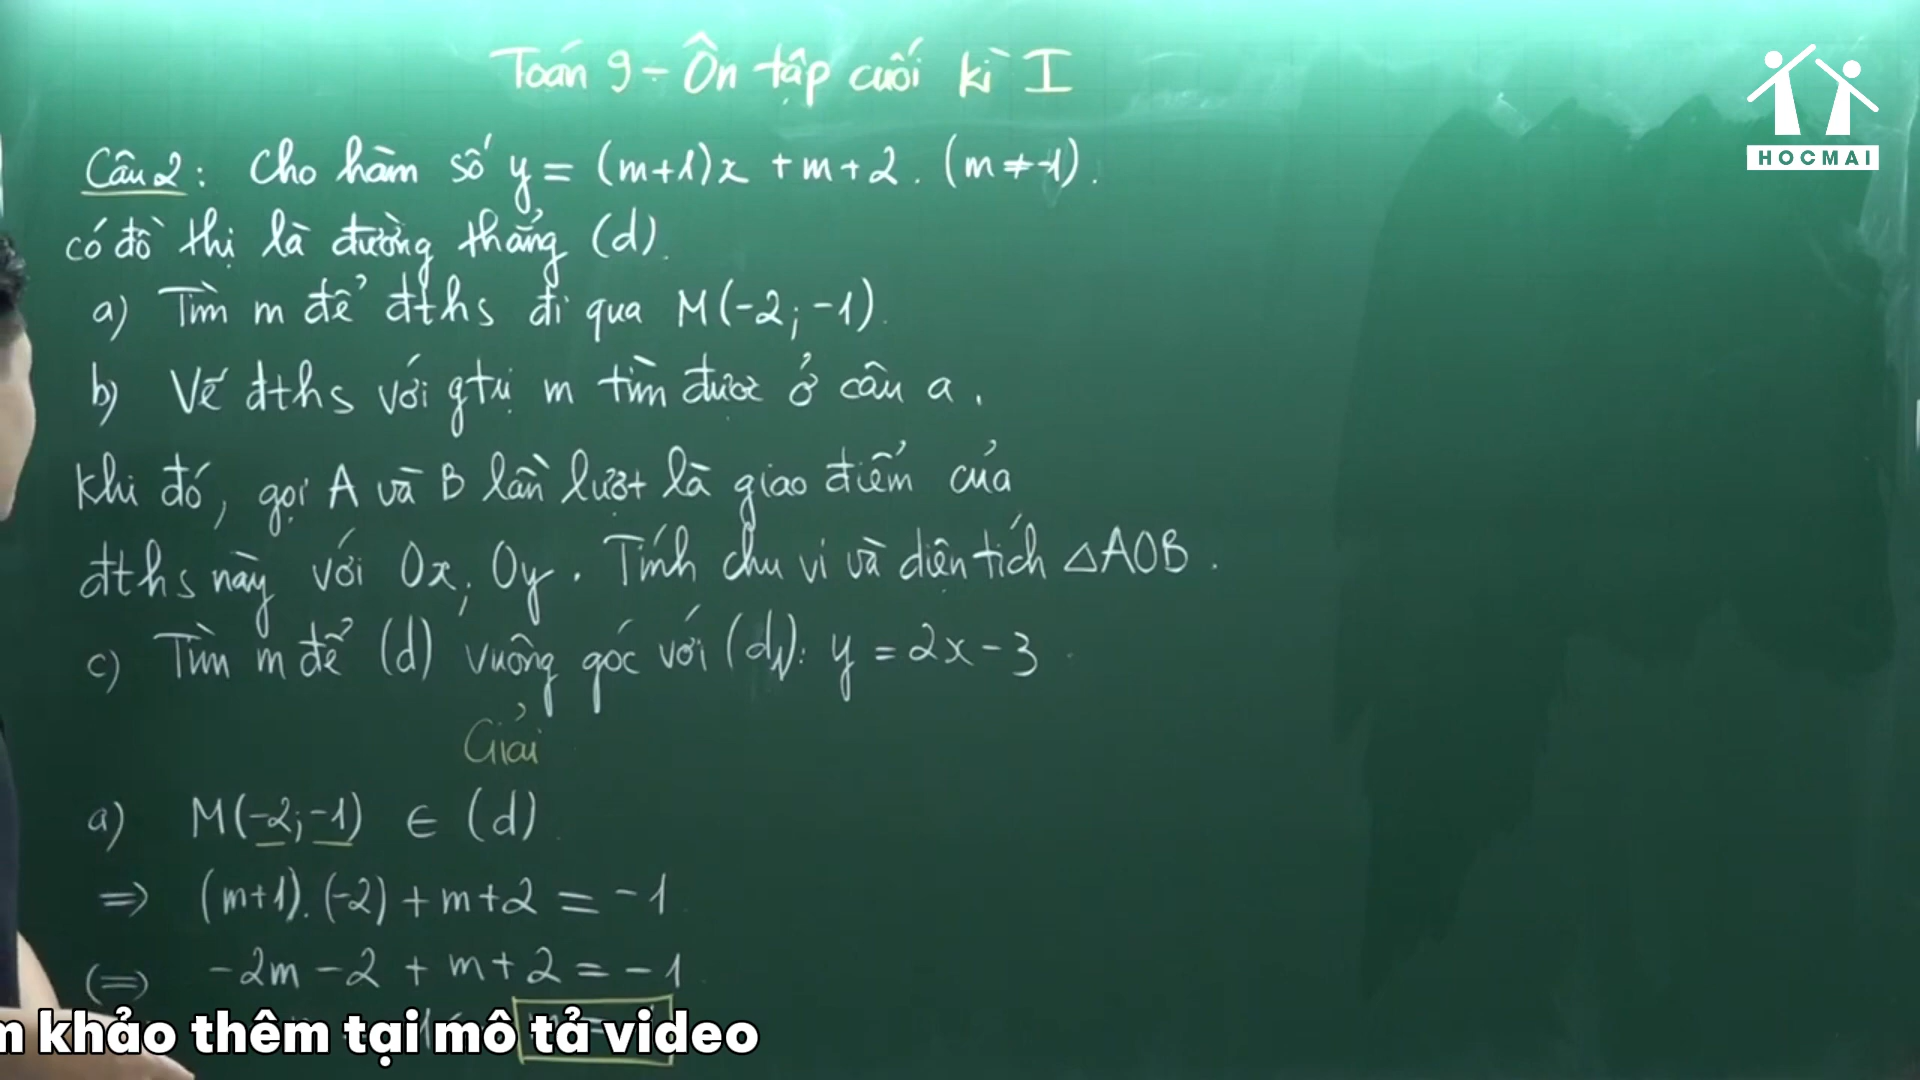 Toán 9 - Ôn tập cuối kì I
HOCMAI
Câu 2: Cho hàm số y = (m+1)x + m + 2. (m ≠ -1).
có đồ thị là đường thẳng (d).
a) Tìm m để đths đi qua M(-2; -1).
b) Vẽ đths với gtrị m tìm được ở câu a.
Khi đó, gọi A và B lần lượt là giao điểm của
đths này với Ox, Oy. Tính chu vi và diện tích △AOB.
c) Tìm m để (d) vuông góc với (d₁): y = 2x - 3
Giải
a) M(-2; -1) ∈ (d).
⇒ (m+1).(-2) + m + 2 = -1
(=) -2m - 2 + m + 2 = -1
khảo thêm tại mô tả video